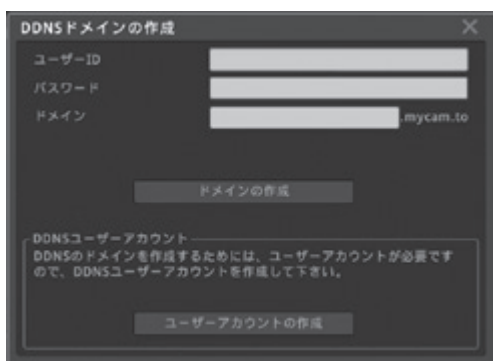 DDNSドメインの作成
ユーザーID
パスワード
ドメイン
.mycam.to
ドメインの作成
DDNSユーザーアカウント
DDNSのドメインを作成するためには、ユーザーアカウントが必要です
ので、DDNSユーザーアカウントを作成して下さい。
ユーザーアカウントの作成